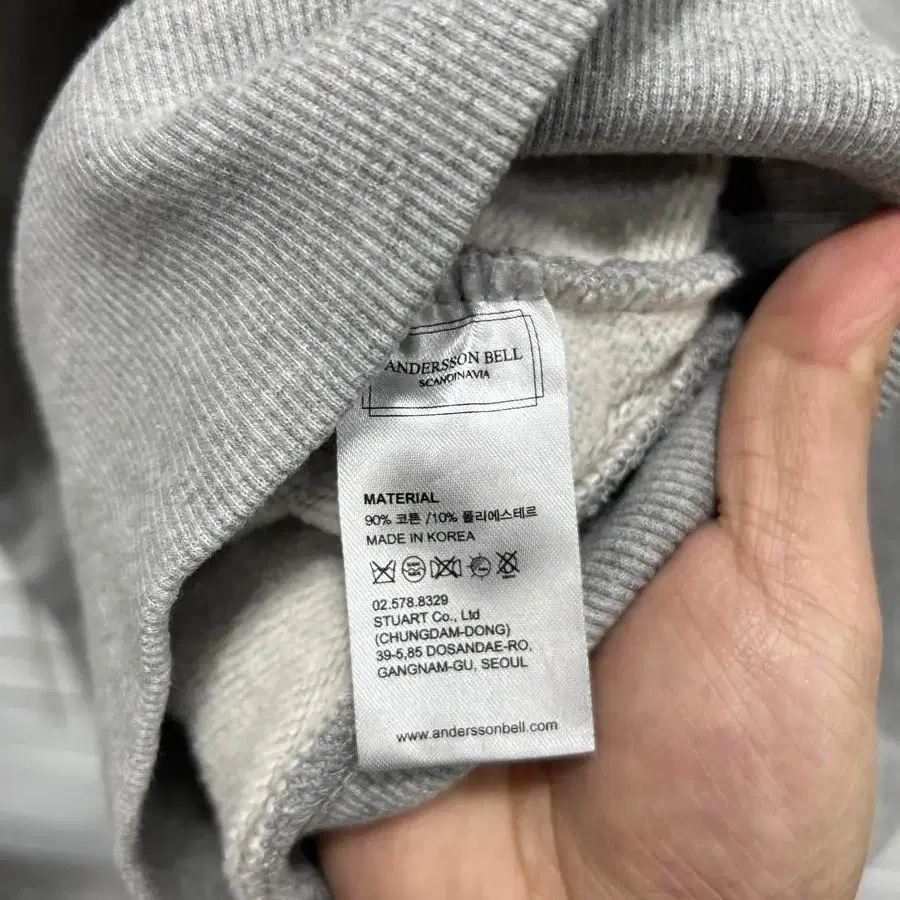 ANDERSSON BELL
SCANDINAVIA
MATERIAL
90% 코튼 /10% 폴리에스테르
MADE IN KOREA
02.578.8329
STUART Co., Ltd
(CHUNGDAM-DONG)
39-5,85 DOSANDAE-RO,
GANGNAM-GU, SEOUL
www.anderssonbell.com